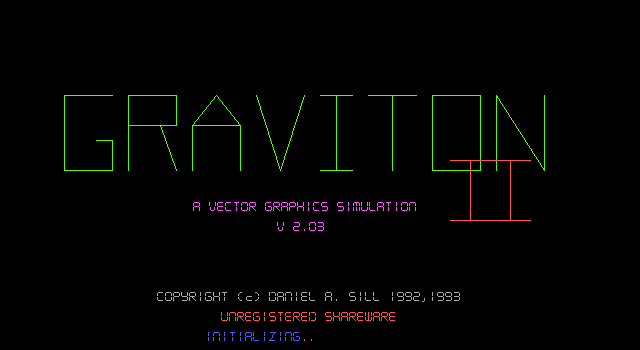 GRAVITON
II
A VECTOR GRAPHICS SIMULATION
V 2.03
COPYRIGHT (c) DANIEL A. SILL 1992,1993
UNREGISTERED SHAREWARE
INITIALIZING..